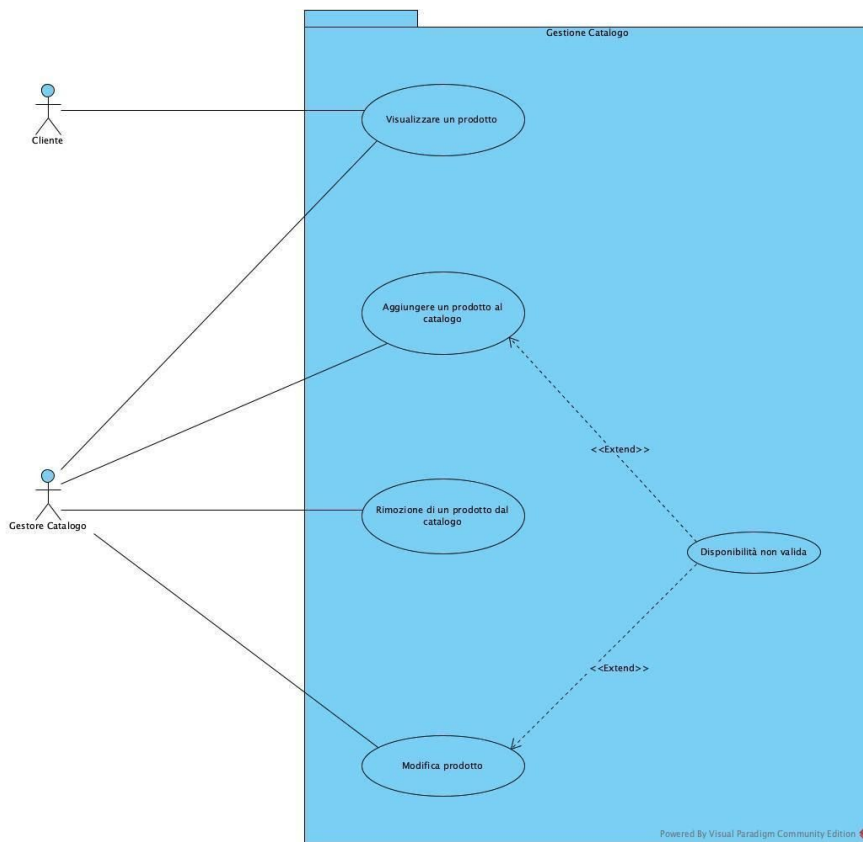 Gestione Catalogo
Visualizzare un prodotto
Cliente
Aggiungere un prodotto al
catalogo
<<Extend>>
Gestore Catalogo
Rimozione di un prodotto dal
catalogo
Disponibilità non valida
<<Extend>>
Modifica prodotto
Powered By Visual Paradigm Community Edition